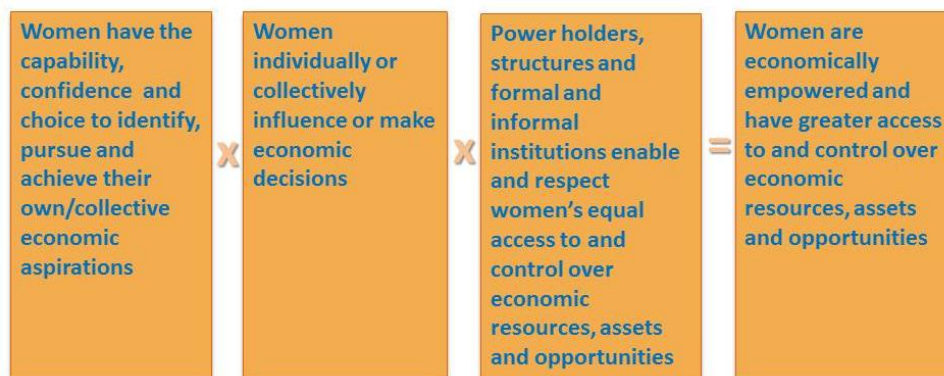 Women have the
capability,
confidence and
choice to identify,
pursue and
achieve their
own/collective
economic
aspirations
x
Women
individually or
collectively
influence or make
economic
decisions
x
Power holders,
structures and
formal and
informal
institutions enable
and respect
women's equal
access to and
control over
economic
resources, assets
and opportunities
=
Women are
economically
empowered and
have greater access
to and control over
economic
resources, assets
and opportunities